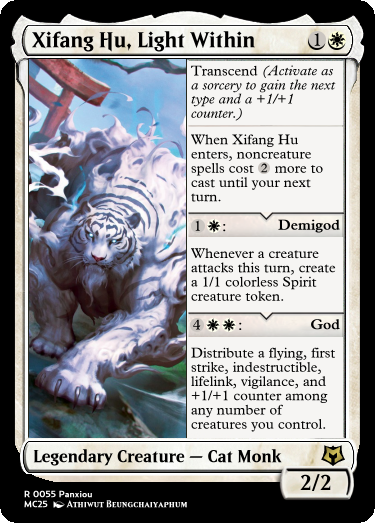 Xifang Hu, Light Within 1
Transcend (Activate as
a sorcery to gain the next
type and a +1/+1
counter.)
When Xifang Hu
enters, noncreature
spells cost 2 more to
cast until your next
turn.
1 : Demigod
Whenever a creature
attacks this turn, create
a 1/1 colorless Spirit
creature token.
4 : God
Distribute a flying, first
strike, indestructible,
lifelink, vigilance, and
+1/+1 counter among
any number of
creatures you control.
Legendary Creature — Cat Monk
2/2
R 0055 Panxiou
MC25 Athiwut Beungchaiyaphum